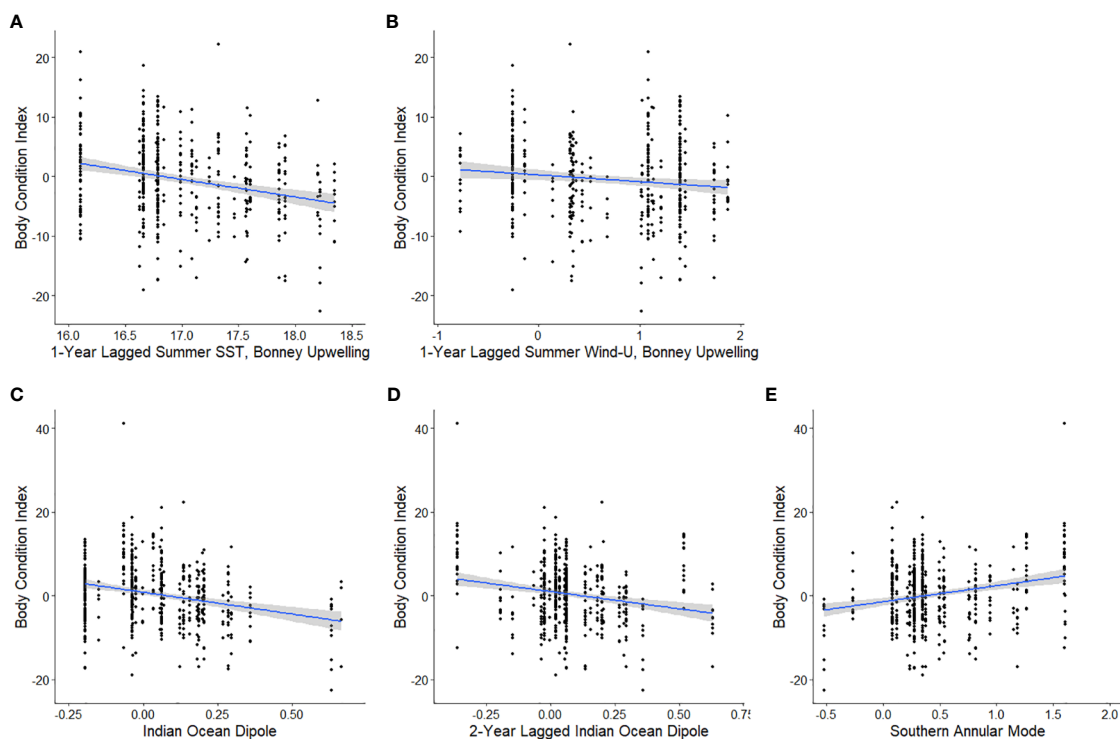 A
Body Condition Index
20
10
0
-10
-20
16.0 16.5 17.0 17.5 18.0 18.5
1-Year Lagged Summer SST, Bonney Upwelling
B
Body Condition Index
20
10
0
-10
-20
-1 0 1 2
1-Year Lagged Summer Wind-U, Bonney Upwelling
C
Body Condition Index
40
20
0
-20
-0.25 0.00 0.25 0.50
Indian Ocean Dipole
D
Body Condition Index
40
20
0
-20
-0.25 0.00 0.25 0.50 0.75
2-Year Lagged Indian Ocean Dipole
E
Body Condition Index
40
20
0
-20
-0.5 0.0 0.5 1.0 1.5 2.0
Southern Annular Mode